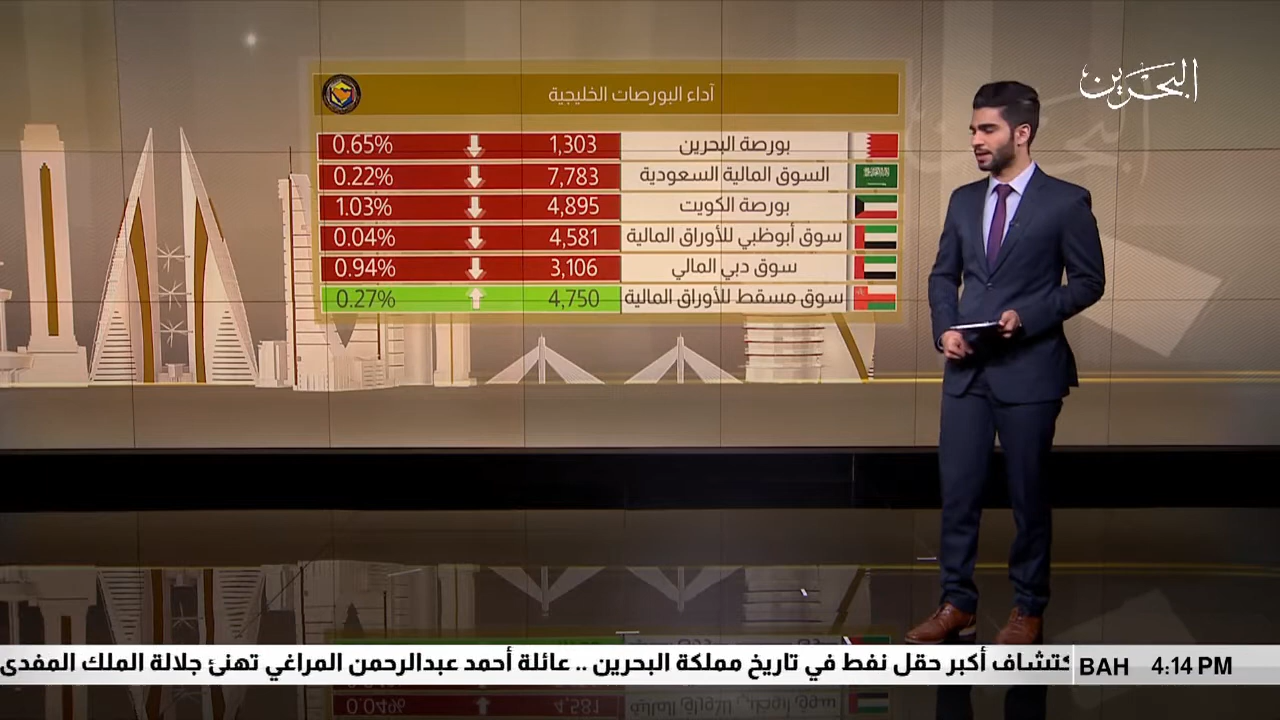 البحرين
آداء البورصات الخليجية
بورصة البحرين 1,303 0.65%
السوق المالية السعودية 7,783 0.22%
بورصة الكويت 4,895 1.03%
سوق أبوظبي للأوراق المالية 4,581 0.04%
سوق دبي المالي 3,106 0.94%
سوق مسقط للأوراق المالية 4,750 0.27%
كتشاف أكبر حقل نفط في تاريخ مملكة البحرين .. عائلة أحمد عبدالرحمن المراغي تهنئ جلالة الملك المفدى
BAH 4:14 PM